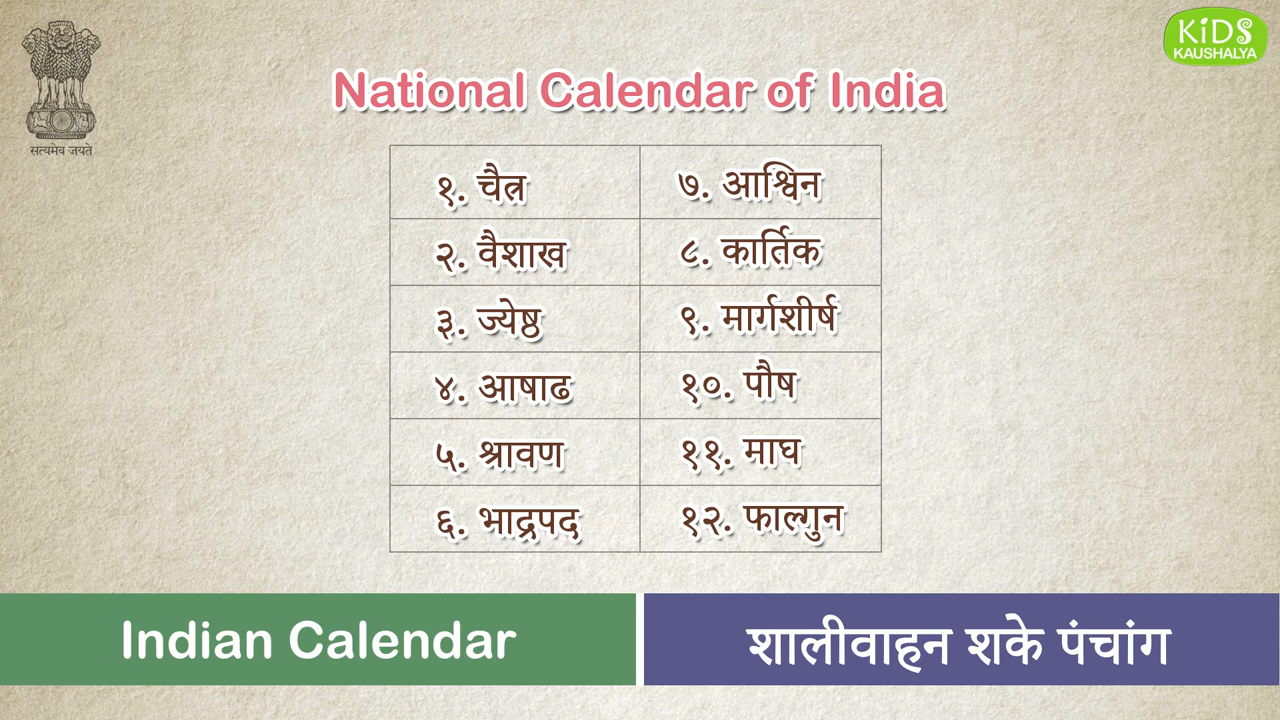 सत्यमेव जयते
KiDS
KAUSHALYA
National Calendar of India
१. चैत्र
७. आश्विन
२. वैशाख
८. कार्तिक
३. ज्येष्ठ
९. मार्गशीर्ष
४. आषाढ
१०. पौष
५. श्रावण
११. माघ
६. भाद्रपद
१२. फाल्गुन
Indian Calendar
शालीवाहन शके पंचांग